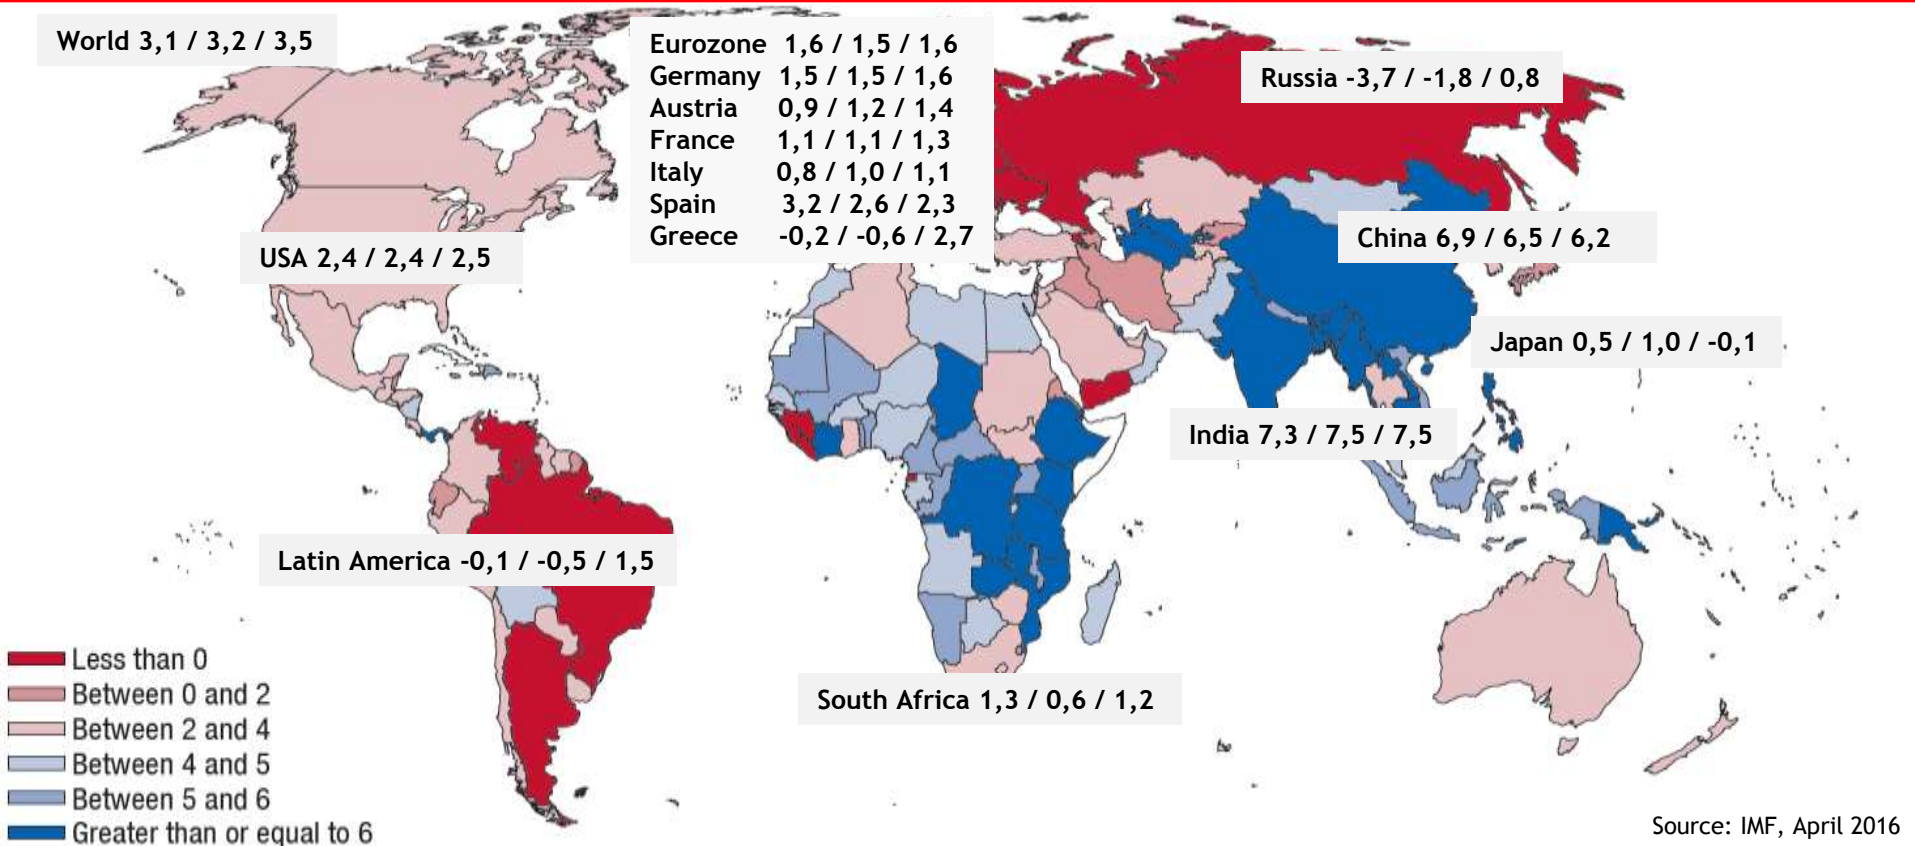 World 3,1 / 3,2 / 3,5
Eurozone 1,6 / 1,5 / 1,6
Germany 1,5 / 1,5 / 1,6
Austria 0,9 / 1,2 / 1,4
France 1,1 / 1,1 / 1,3
Italy 0,8 / 1,0 / 1,1
Spain 3,2 / 2,6 / 2,3
Greece -0,2 / -0,6 / 2,7
Russia -3,7 / -1,8 / 0,8
USA 2,4 / 2,4 / 2,5
China 6,9 / 6,5 / 6,2
Japan 0,5 / 1,0 / -0,1
India 7,3 / 7,5 / 7,5
Latin America -0,1 / -0,5 / 1,5
South Africa 1,3 / 0,6 / 1,2
Less than 0
Between 0 and 2
Between 2 and 4
Between 4 and 5
Between 5 and 6
Greater than or equal to 6
Source: IMF, April 2016